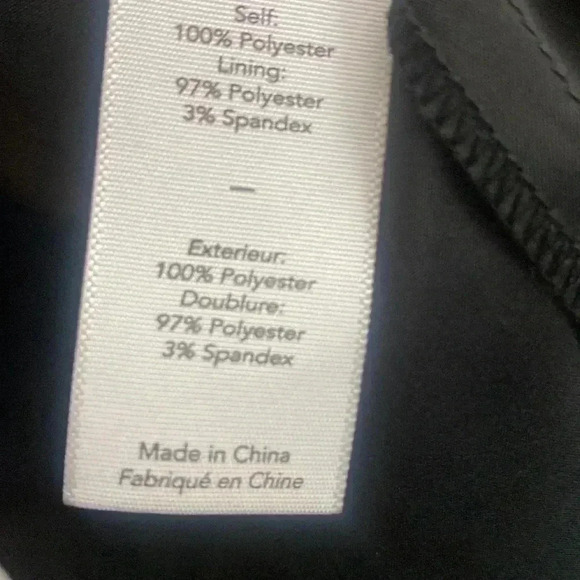 Self:
100% Polyester
Lining:
97% Polyester
3% Spandex
—
Exterieur:
100% Polyester
Doublure:
97% Polyester
3% Spandex
Made in China
Fabriqué en Chine